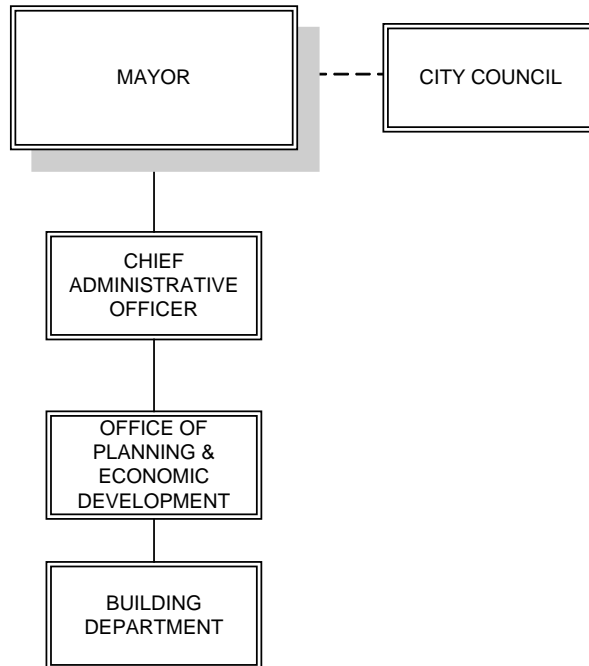 MAYOR
CITY COUNCIL
CHIEF
ADMINISTRATIVE
OFFICER
OFFICE OF
PLANNING &
ECONOMIC
DEVELOPMENT
BUILDING
DEPARTMENT